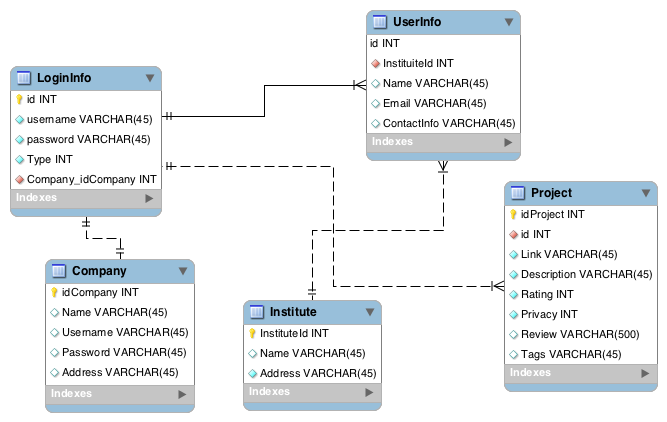 LoginInfo
id INT
username VARCHAR(45)
password VARCHAR(45)
Type INT
Company_idCompany INT
Indexes
UserInfo
id INT
InstituiteId INT
Name VARCHAR(45)
Email VARCHAR(45)
ContactInfo VARCHAR(45)
Indexes
Project
idProject INT
id INT
Link VARCHAR(45)
Description VARCHAR(45)
Rating INT
Privacy INT
Review VARCHAR(500)
Tags VARCHAR(45)
Indexes
Company
idCompany INT
Name VARCHAR(45)
Username VARCHAR(45)
Password VARCHAR(45)
Address VARCHAR(45)
Indexes
Institute
InstituteId INT
Name VARCHAR(45)
Address VARCHAR(45)
Indexes